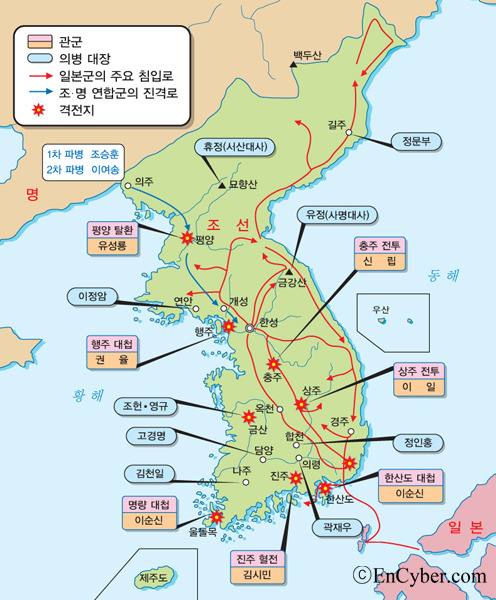 관군
의병 대장
일본군의 주요 침입로
조·명 연합군의 진격로
격전지
백두산
길주
정문부
1차 파병 조승훈
2차 파병 이여송
휴정(서산대사)
의주
묘향산
명
조선
유정(사명대사)
평양 탈환
유성룡
평양
충주 전투
신 립
금강산
동해
이정암
연안
개성
우산
행주
한성
행주 대첩
권 율
충주
상주 전투
이 일
황해
상주
조헌·영규
옥천
금산
경주
고경명
합천
정인홍
담양
의령
김천일
나주
진주
한산도 대첩
이순신
한산도
명량 대첩
이순신
울돌목
곽재우
일본
진주 혈전
김시민
제주도
©EnCyber.com